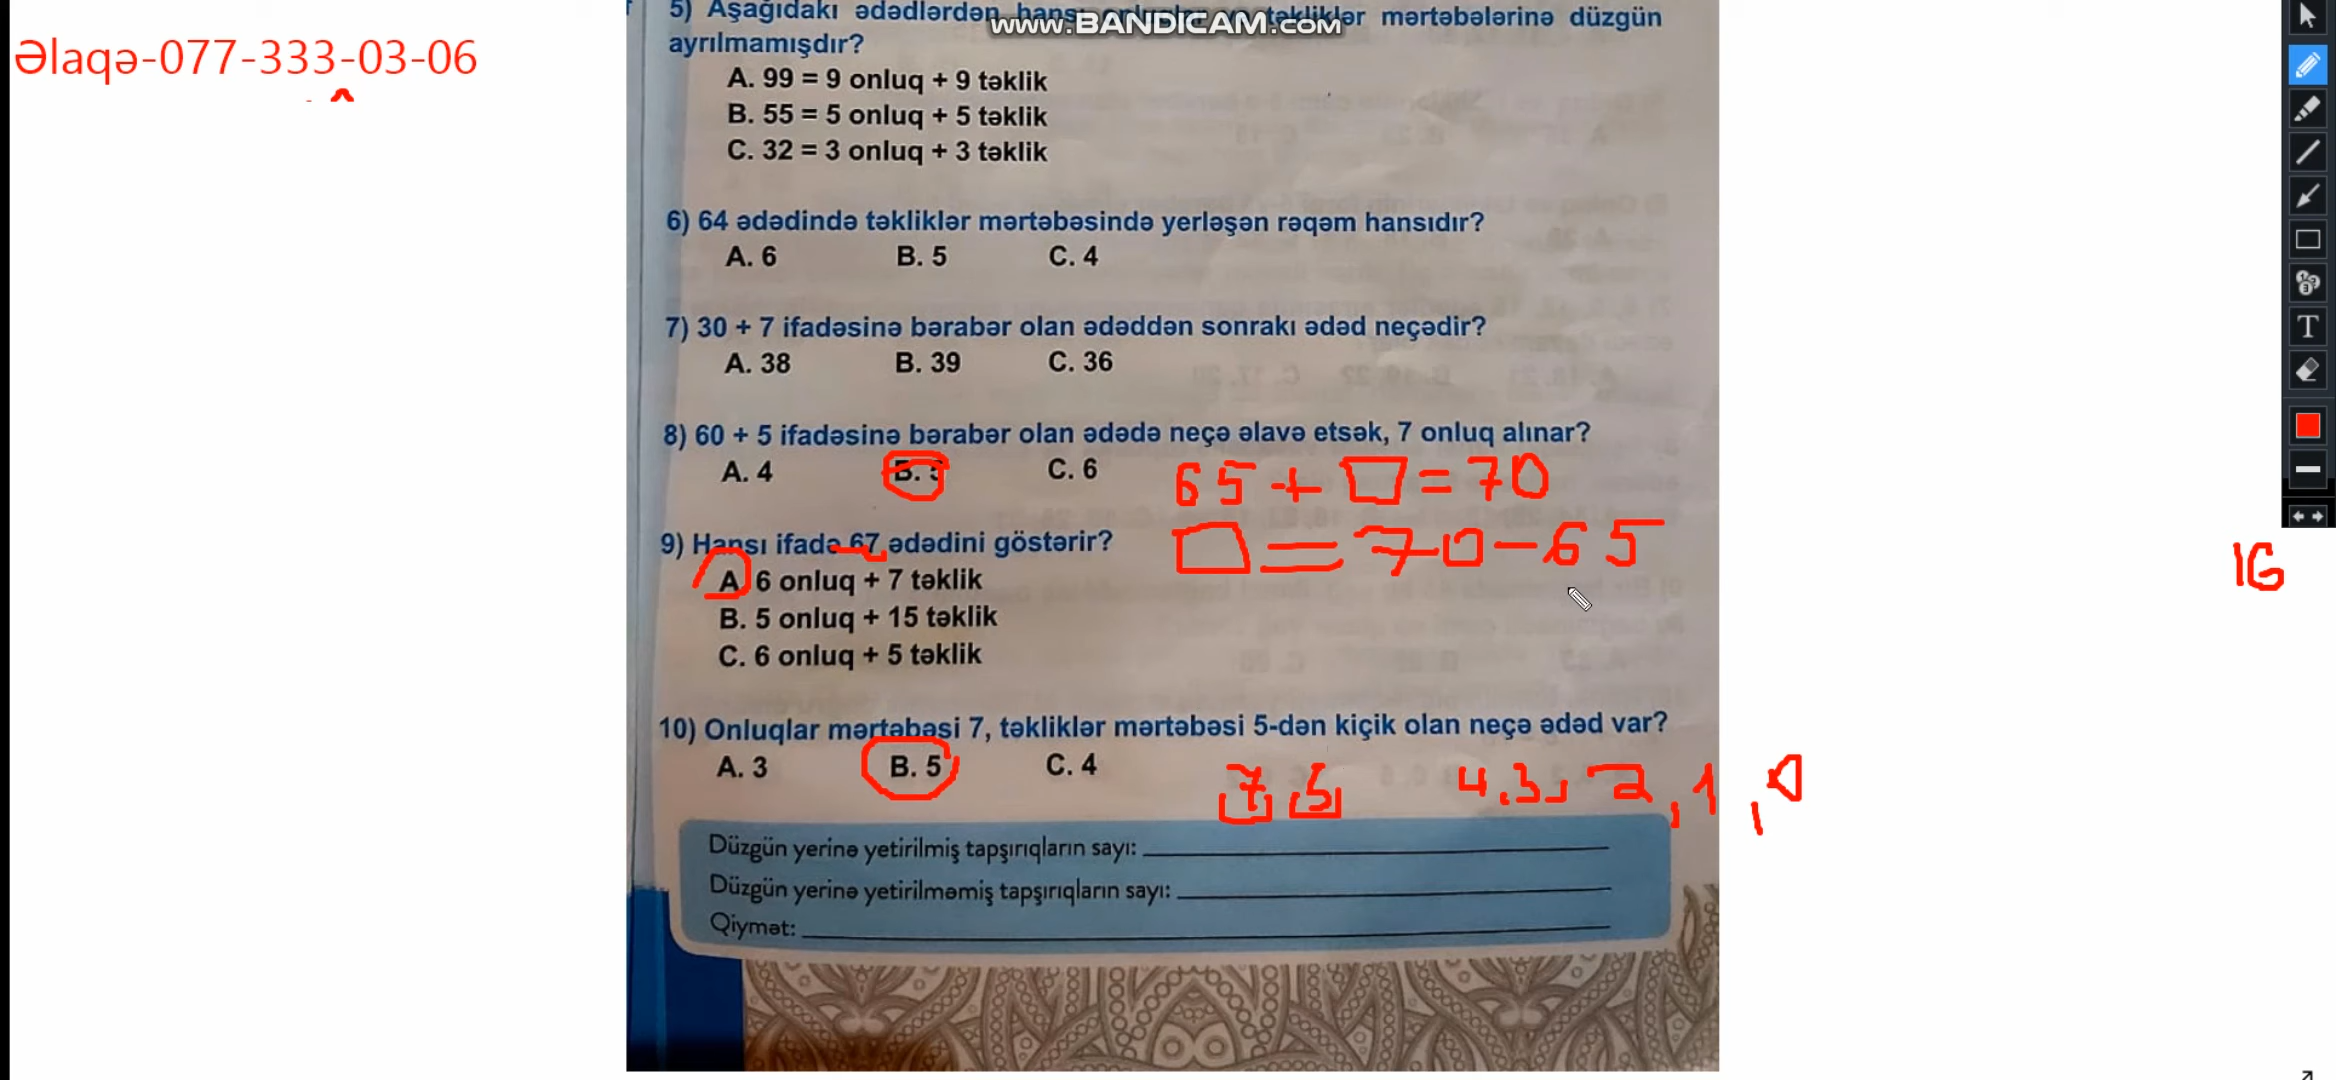 Əlaqə-077-333-03-06
www.BANDICAM.com
5) Aşağıdakı ədədlərdən təkliklər mərtəbələrinə düzgün
ayrılmamışdır?
A. 99 = 9 onluq + 9 təklik
B. 55 = 5 onluq + 5 təklik
C. 32 = 3 onluq + 3 təklik
6) 64 ədədində təkliklər mərtəbəsində yerləşən rəqəm hansıdır?
A. 6 B. 5 C. 4
7) 30 + 7 ifadəsinə bərabər olan ədəddən sonrakı ədəd neçədir?
A. 38 B. 39 C. 36
8) 60 + 5 ifadəsinə bərabər olan ədədə neçə əlavə etsək, 7 onluq alınar?
A. 4 B. 5 C. 6
65 + □ = 70
□ = 70 - 65
9) Hansı ifadə 67 ədədini göstərir?
A 6 onluq + 7 təklik
B. 5 onluq + 15 təklik
C. 6 onluq + 5 təklik
16
10) Onluqlar mərtəbəsi 7, təkliklər mərtəbəsi 5-dən kiçik olan neçə ədəd var?
A. 3 B. 5 C. 4
7 5 4,3, 2,1,0
Düzgün yerinə yetirilmiş tapşırıqların sayı:
Düzgün yerinə yetirilməmiş tapşırıqların sayı:
Qiymət:
T